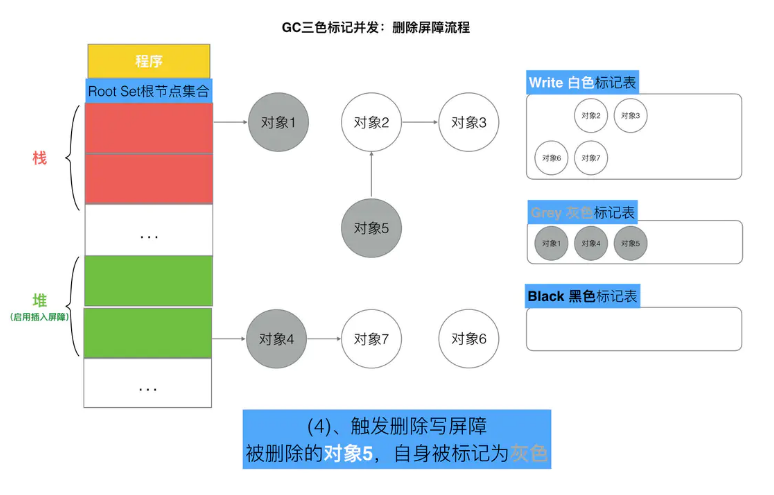 GC三色标记并发：删除屏障流程
程序
Root Set根节点集合
栈
...
堆
(启用插入屏障)
...
对象1
对象2
对象3
对象5
对象4
对象7
对象6
Write 白色标记表
对象2
对象3
对象6
对象7
Grey 灰色标记表
对象1
对象4
对象5
Black 黑色标记表
(4)、触发删除写屏障
被删除的对象5，自身被标记为灰色